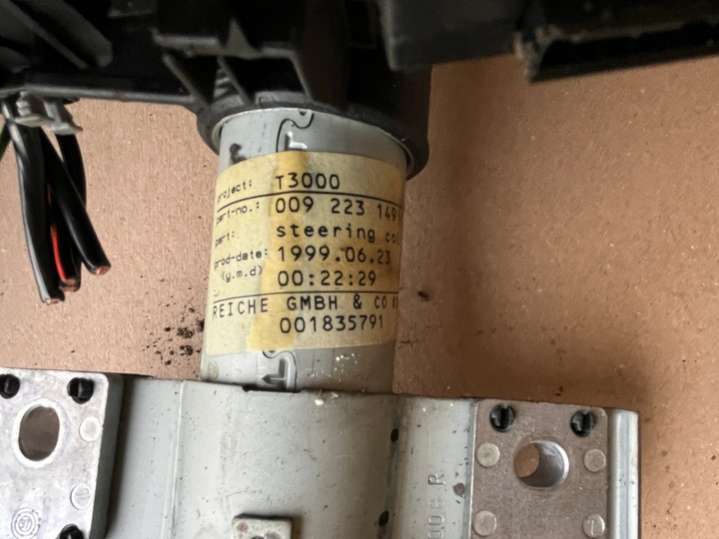 project: T3000
part-no.: 009 223 149
part: steering
prod-date: 1999.06.23
(y.m.d) 00:22:29
REICHE GMBH & CO
001835791